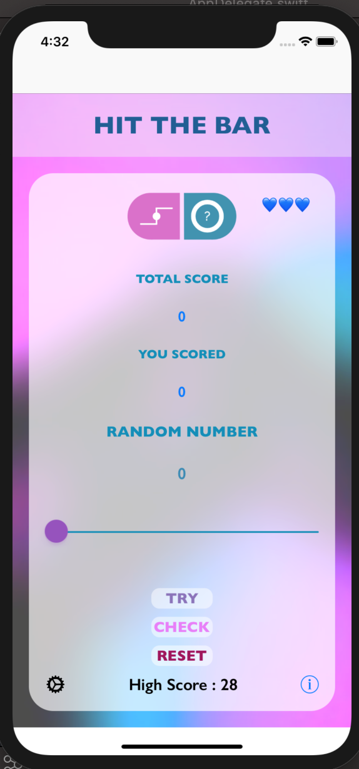 AppDelegate.swift
4:32
HIT THE BAR
?
TOTAL SCORE
0
YOU SCORED
0
RANDOM NUMBER
0
TRY
CHECK
RESET
High Score : 28
i